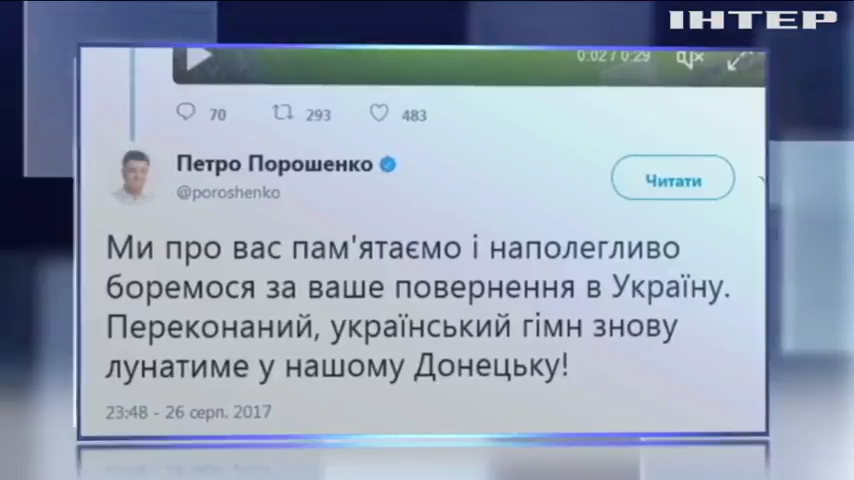 ІНТЕР
0:02 / 0:29
70 293 483
Петро Порошенко
@poroshenko
Читати
Ми про вас пам'ятаємо і наполегливо
боремося за ваше повернення в Україну.
Переконаний, український гімн знову
лунатиме у нашому Донецьку!
23:48 - 26 серп. 2017